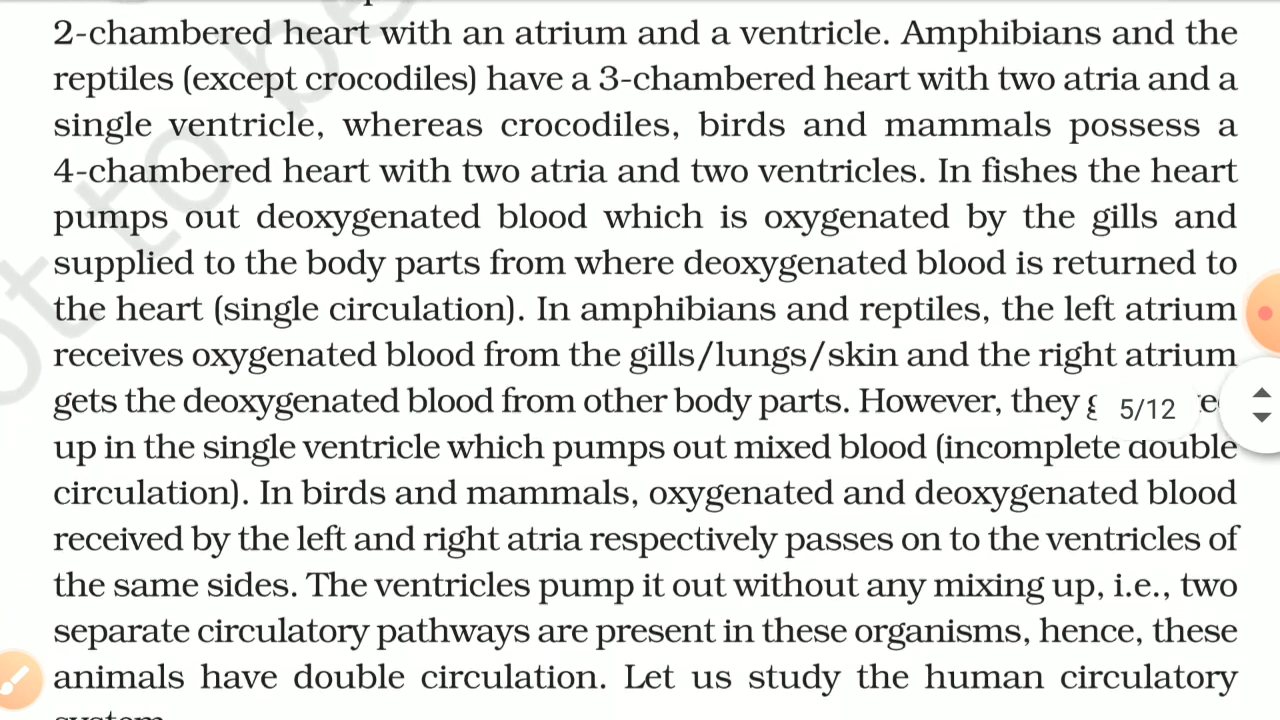 2-chambered heart with an atrium and a ventricle. Amphibians and the
reptiles (except crocodiles) have a 3-chambered heart with two atria and a
single ventricle, whereas crocodiles, birds and mammals possess a
4-chambered heart with two atria and two ventricles. In fishes the heart
pumps out deoxygenated blood which is oxygenated by the gills and
supplied to the body parts from where deoxygenated blood is returned to
the heart (single circulation). In amphibians and reptiles, the left atrium
receives oxygenated blood from the gills/lungs/skin and the right atrium
gets the deoxygenated blood from other body parts. However, they 5/12
up in the single ventricle which pumps out mixed blood (incomplete double
circulation). In birds and mammals, oxygenated and deoxygenated blood
received by the left and right atria respectively passes on to the ventricles of
the same sides. The ventricles pump it out without any mixing up, i.e., two
separate circulatory pathways are present in these organisms, hence, these
animals have double circulation. Let us study the human circulatory